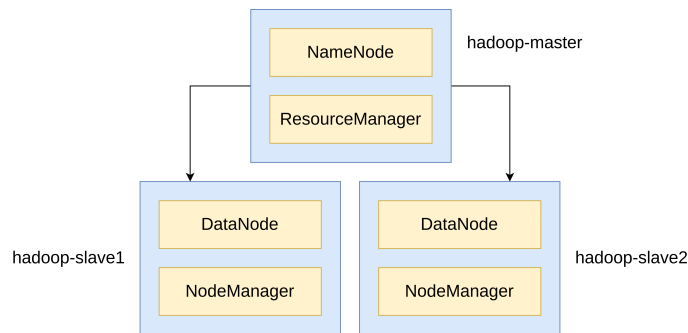 NameNode
hadoop-master
ResourceManager
DataNode
DataNode
hadoop-slave1
hadoop-slave2
NodeManager
NodeManager